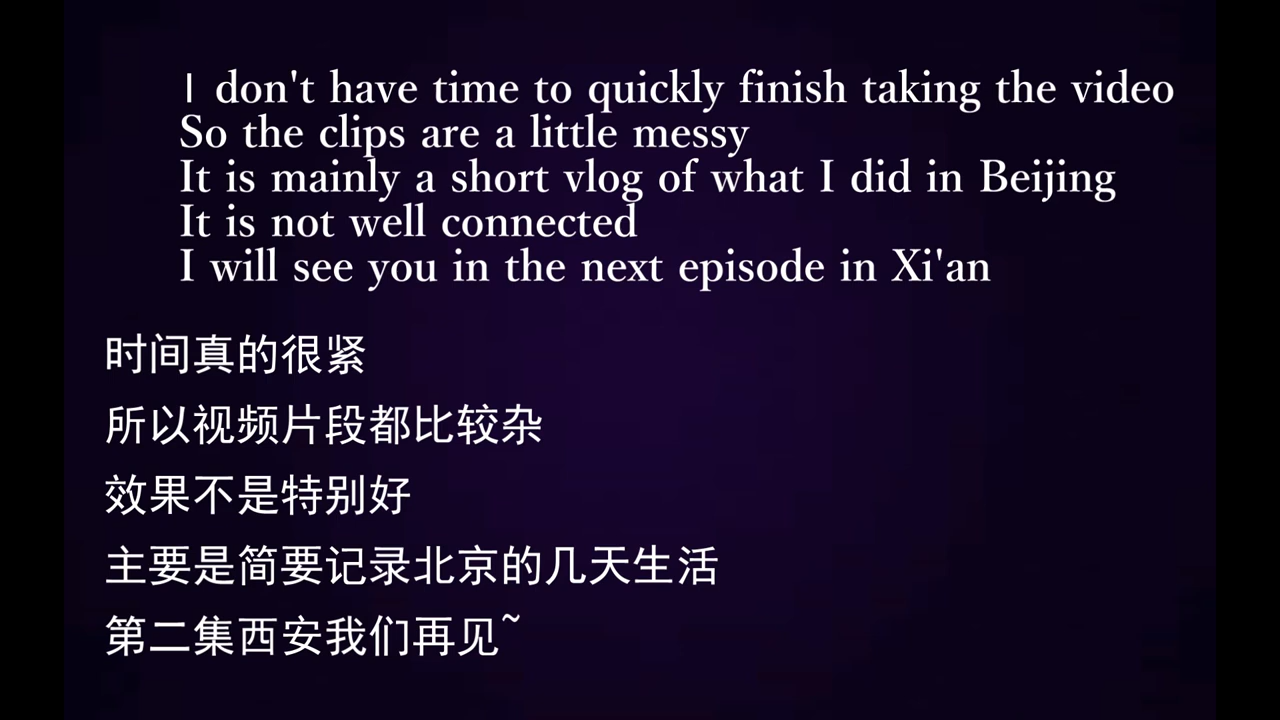 I don't have time to quickly finish taking the video
So the clips are a little messy
It is mainly a short vlog of what I did in Beijing
It is not well connected
I will see you in the next episode in Xi'an
时间真的很紧
所以视频片段都比较杂
效果不是特别好
主要是简要记录北京的几天生活
第二集西安我们再见~